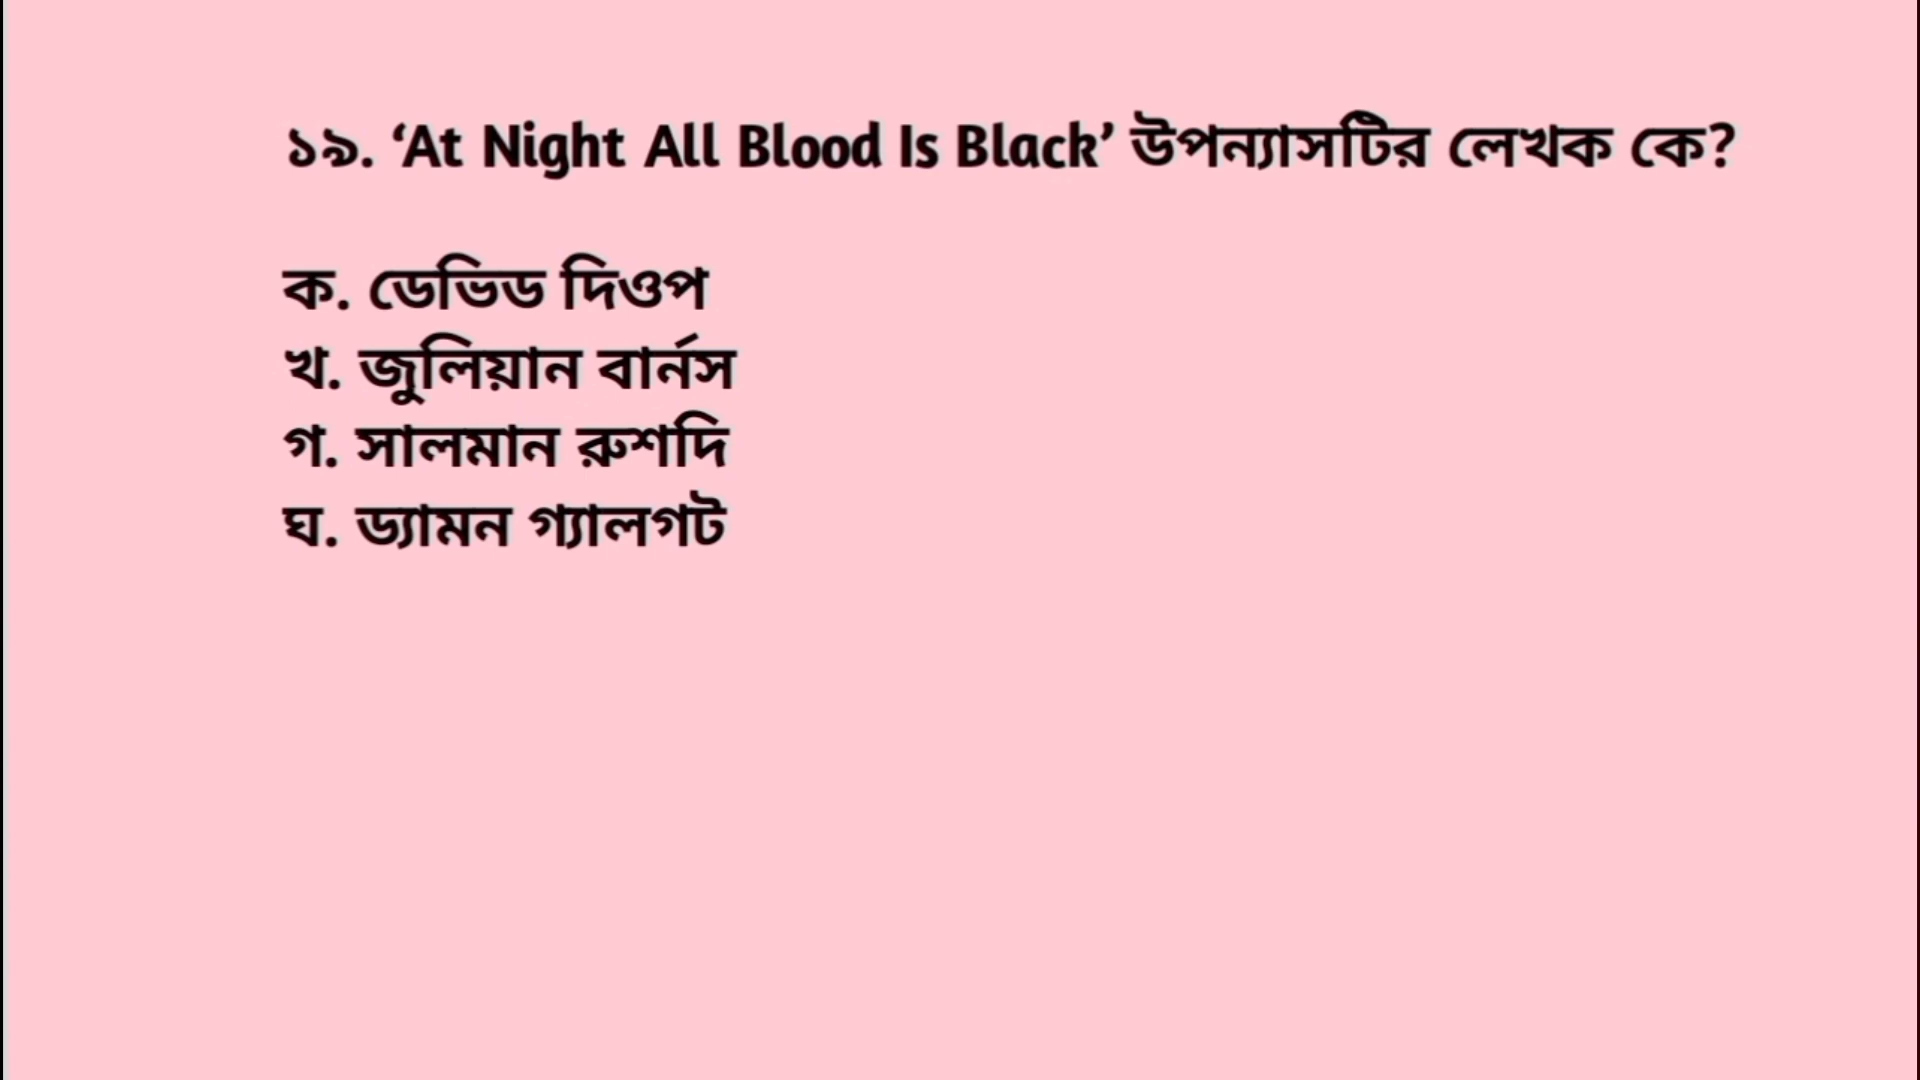 ১৯. ‘At Night All Blood Is Black’ উপন্যাসটির লেখক কে?
ক. ডেভিড দিওপ
খ. জুলিয়ান বার্নস
গ. সালমান রুশদি
ঘ. ড্যামন গ্যালগট